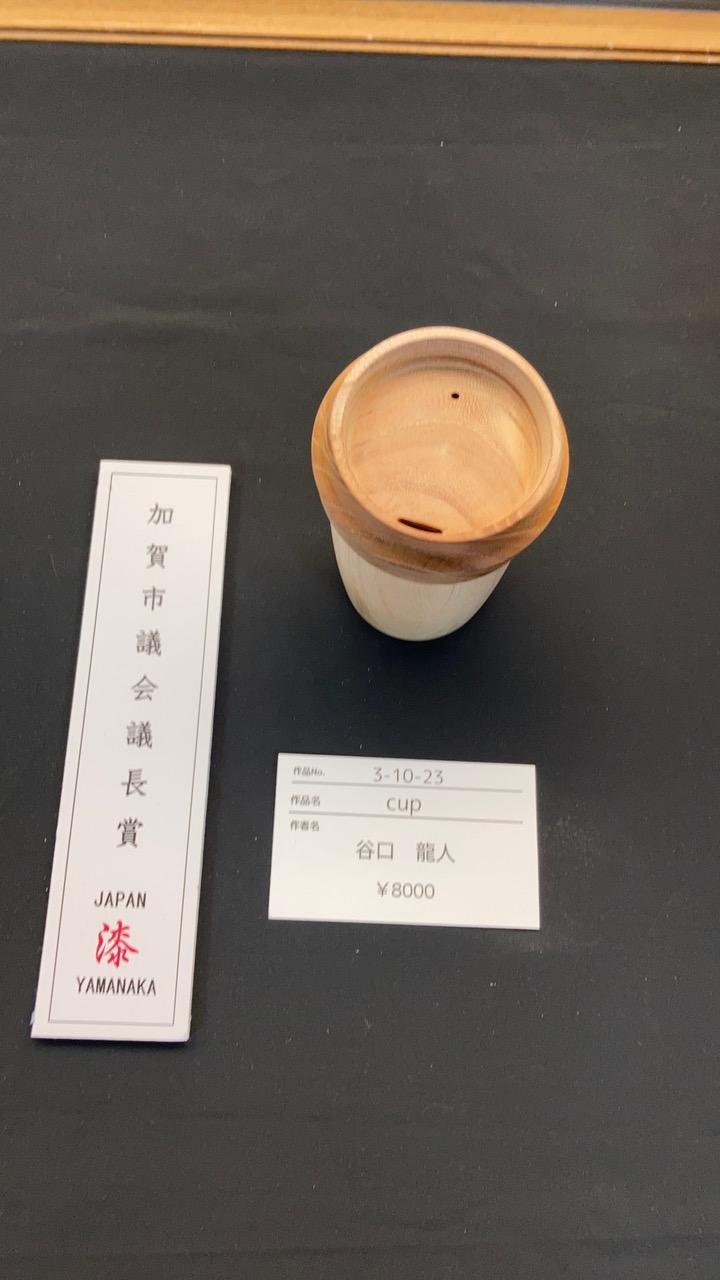 加賀市議会議長賞
JAPAN
漆
YAMANAKA
作品No. 3-10-23
作品名 cup
作者名
谷口 龍人
¥8000